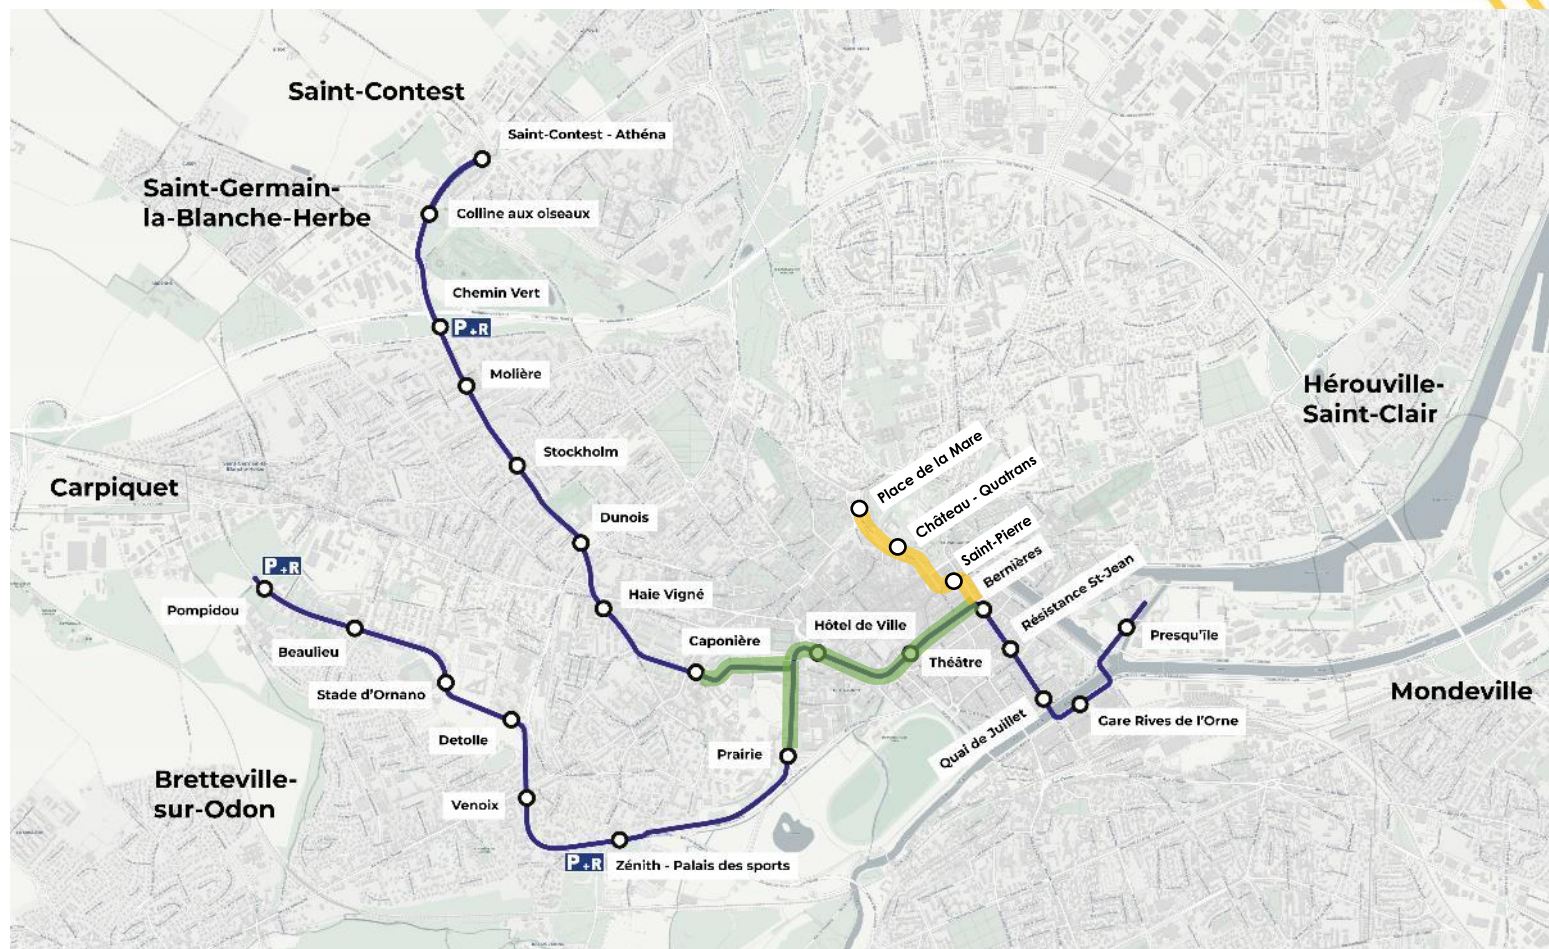 Saint-Contest
Saint-Contest - Athéna
Saint-Germain-
la-Blanche-Herbe
Colline aux oiseaux
Chemin Vert
P+R
Molière
Hérouville-
Saint-Clair
Stockholm
Place de la Mare
Château - Quatrans
Carpiquet
Dunois
Saint-Pierre
Bernières
P+R
Résistance St-Jean
Pompidou
Haie Vigné
Hôtel de Ville
Presqu'île
Beaulieu
Caponière
Théâtre
Stade d'Ornano
Mondeville
Gare Rives de l'Orne
Quai de Juillet
Detolle
Prairie
Bretteville-
sur-Odon
Venoix
P+R
Zénith - Palais des sports